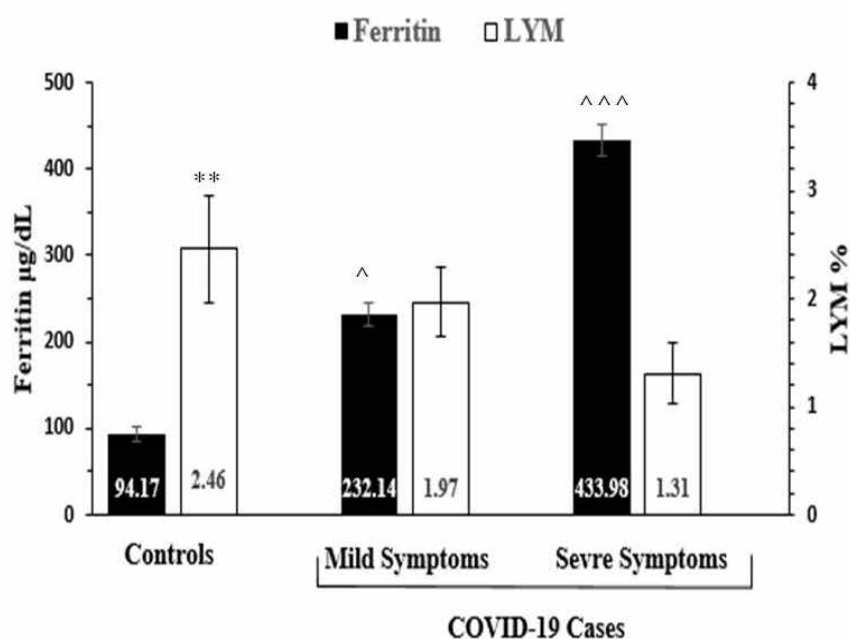 Ferritin LYM
500 4
400 3
300
200 2
100 1
0 0
Ferritin µg/dL
LYM %
**
^
^^^
94.17 2.46 232.14 1.97 433.98 1.31
Controls Mild Symptoms Sevre Symptoms
COVID-19 Cases